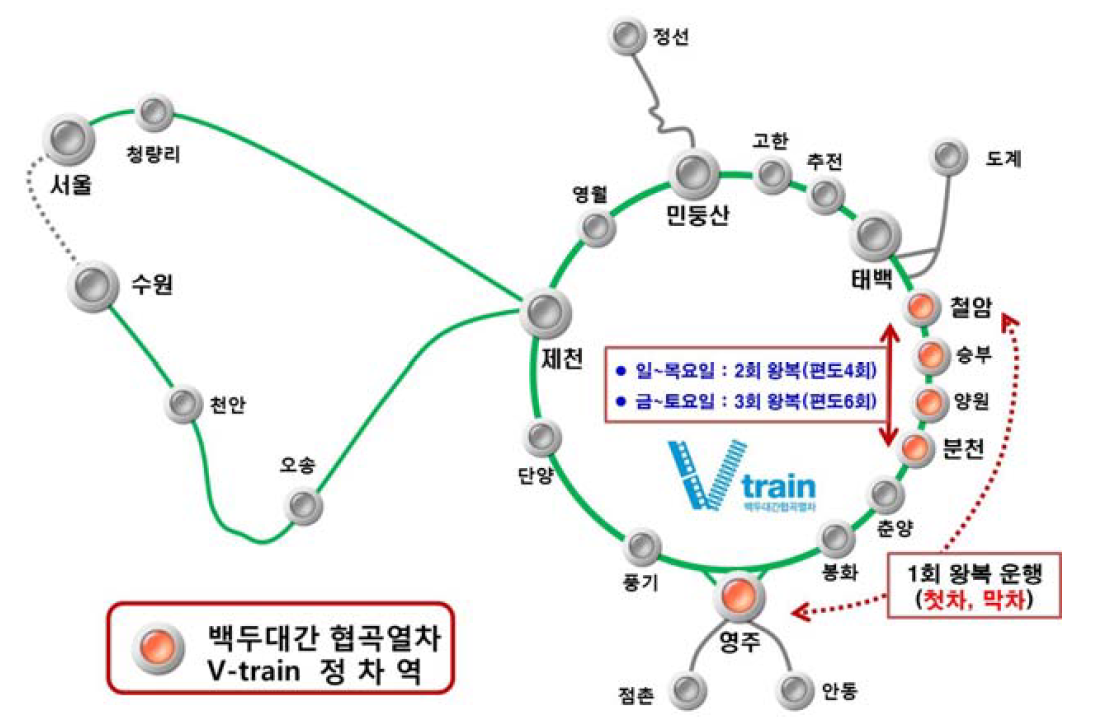 정선
고한
추전
도계
청량리
서울
영월
민둥산
태백
수원
철암
제천
승부
● 일~목요일 : 2회 왕복(편도4회)
● 금~토요일 : 3회 왕복(편도6회)
양원
천안
분천
오송
단양
V train
백두대간협곡열차
춘양
풍기
봉화
1회 왕복 운행
(첫차, 막차)
백두대간 협곡열차
V-train 정 차 역
영주
점촌
안동